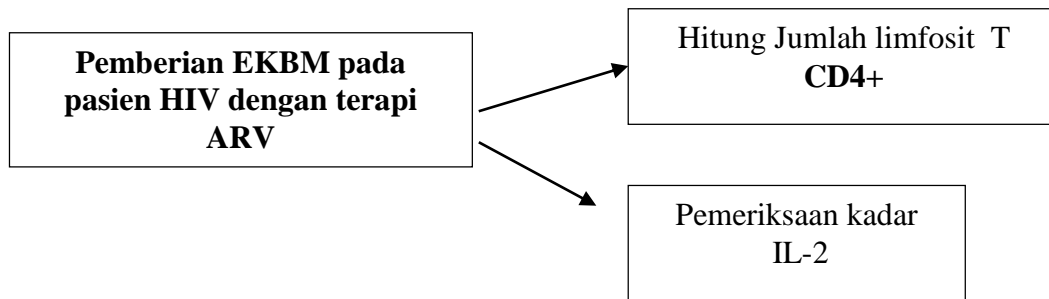 Pemberian EKBM pada
pasien HIV dengan terapi
ARV
Hitung Jumlah limfosit T
CD4+
Pemeriksaan kadar
IL-2